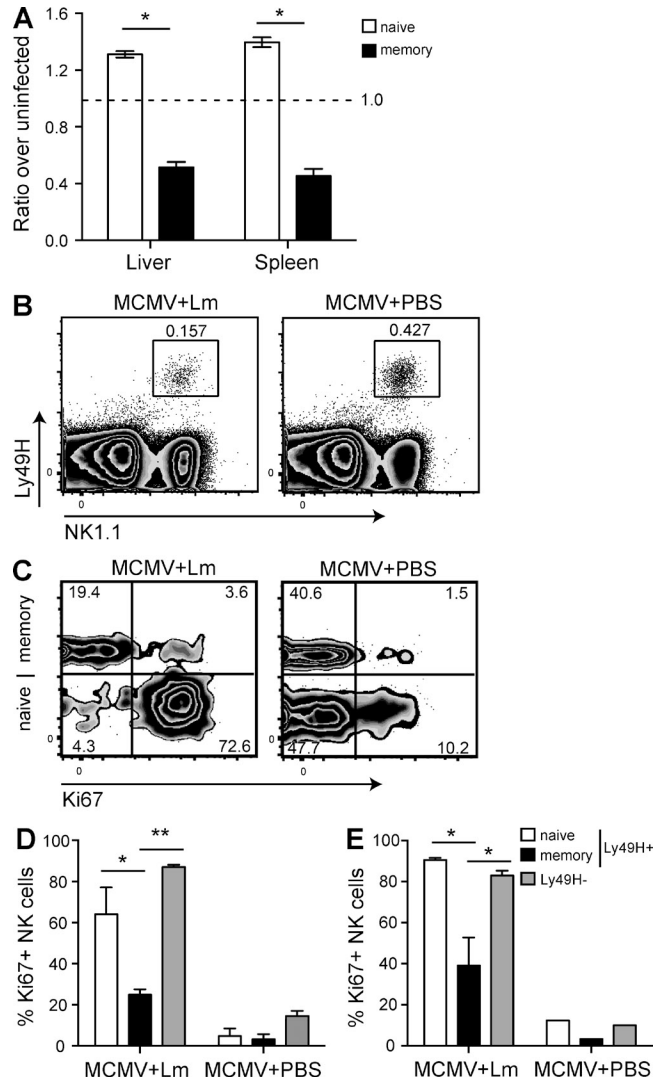 A
Ratio over uninfected
1.6
1.2
0.8
0.4
0.0
*
*
naive
memory
1.0
Liver
Spleen
B
MCMV+Lm
MCMV+PBS
0.157
0.427
Ly49H
0
0
0
0
NK1.1
C
MCMV+Lm
MCMV+PBS
naive | memory
19.4
3.6
40.6
1.5
4.3
72.6
47.7
10.2
0
0
0
0
Ki67
D
% Ki67+ NK cells
100
80
60
40
20
0
*
**
MCMV+Lm
MCMV+PBS
E
% Ki67+ NK cells
100
80
60
40
20
0
*
*
naive
memory
Ly49H+
Ly49H-
MCMV+Lm
MCMV+PBS